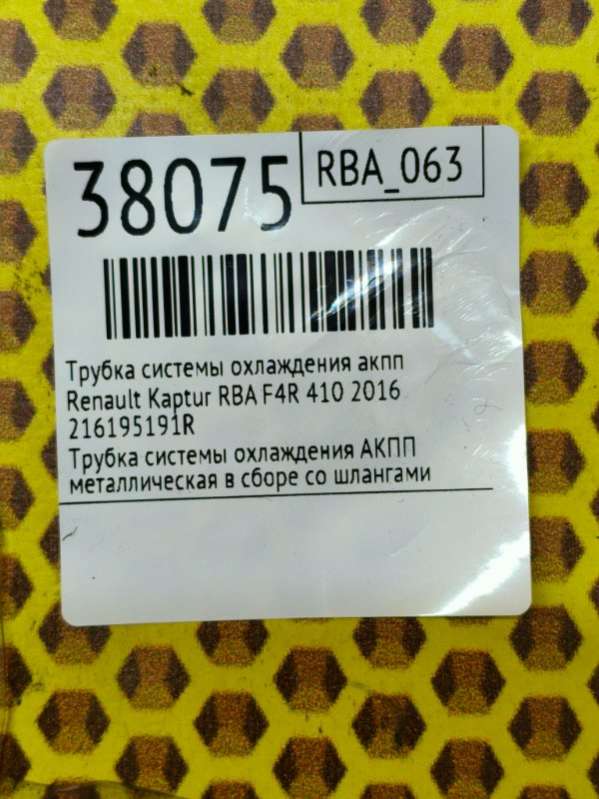 38075
RBA_063
Трубка системы охлаждения акпп
Renault Kaptur RBA F4R 410 2016
216195191R
Трубка системы охлаждения АКПП
металлическая в сборе со шлангами